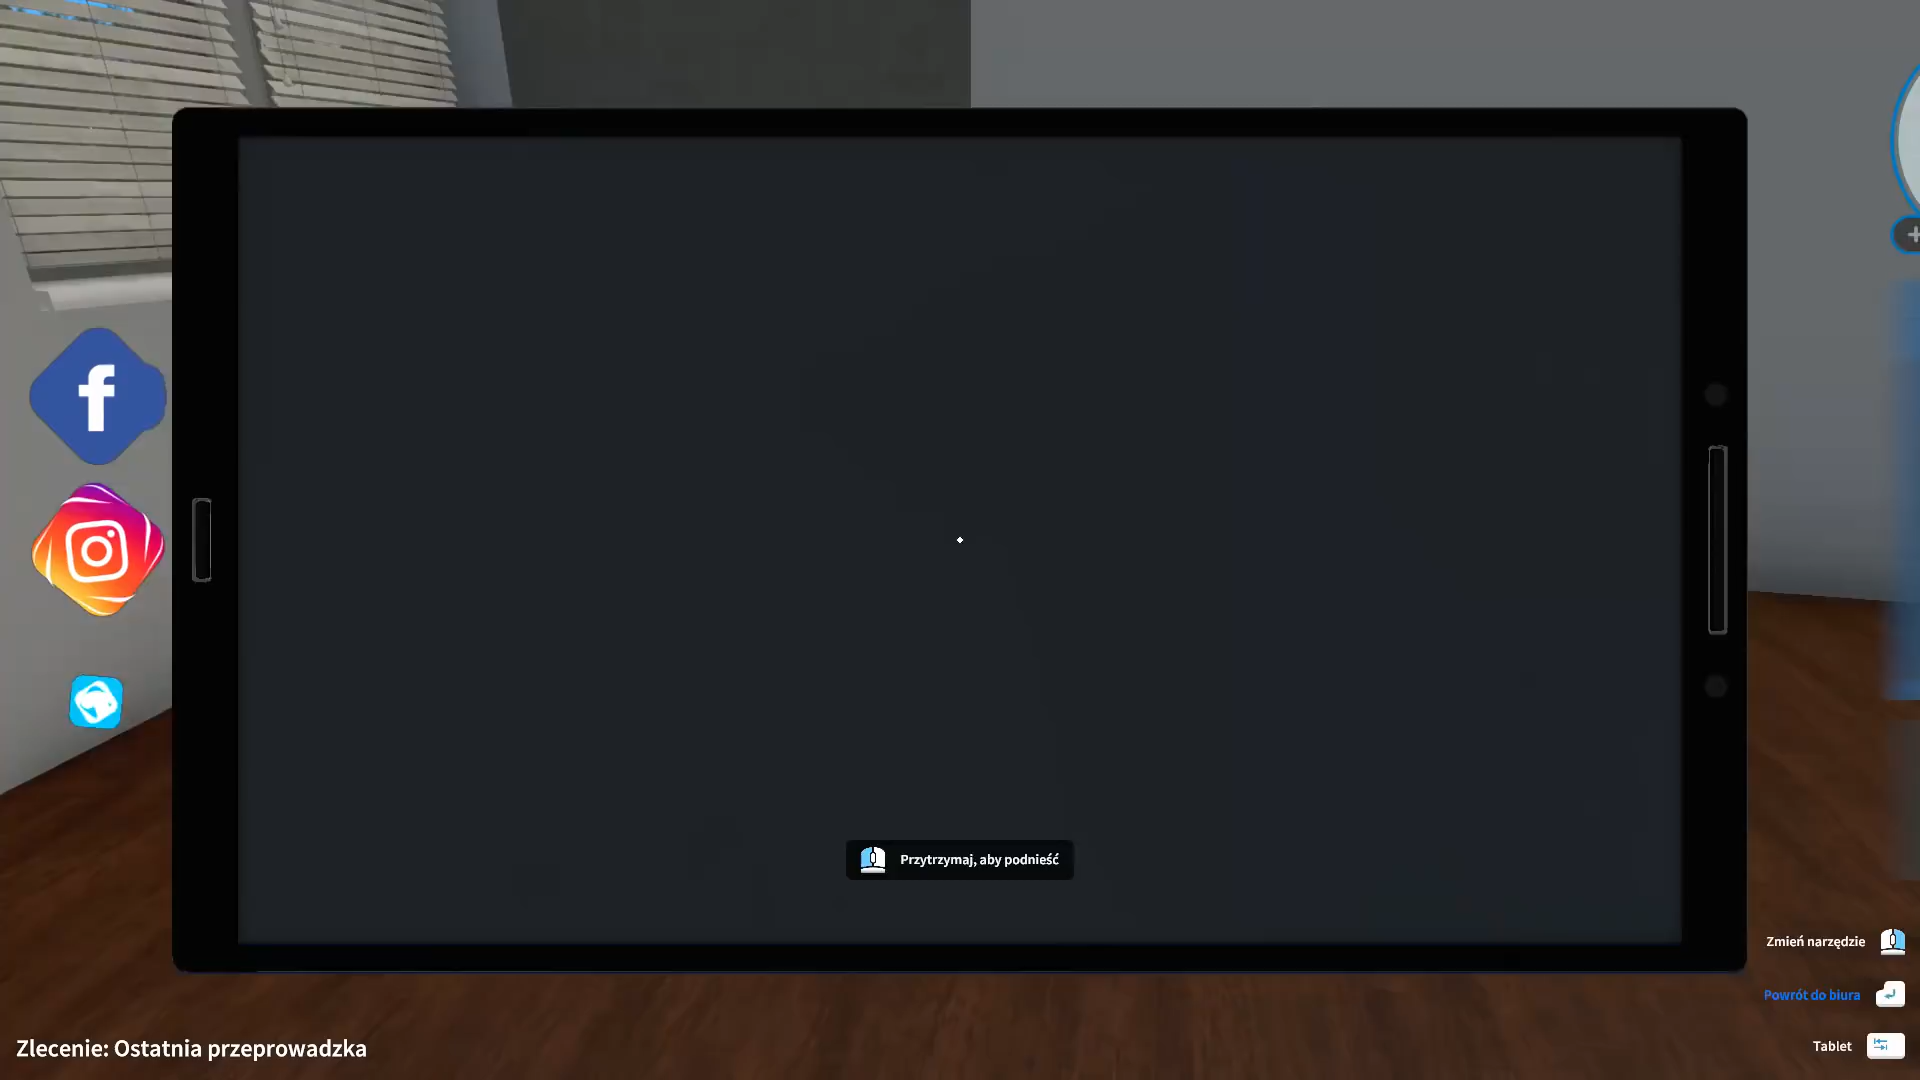 f
Przytrzymaj, aby podnieść
Zmień narzędzie
Powrót do biura
Zlecenie: Ostatnia przeprowadzka
Tablet